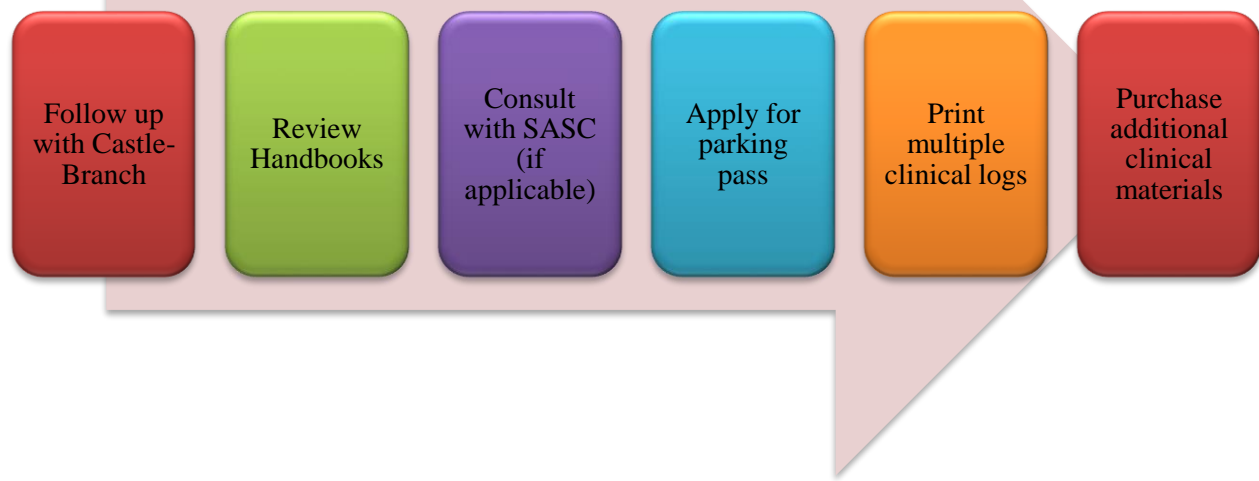 Follow up
with Castle-
Branch
Review
Handbooks
Consult
with SASC
(if
applicable)
Apply for
parking
pass
Print
multiple
clinical logs
Purchase
additional
clinical
materials